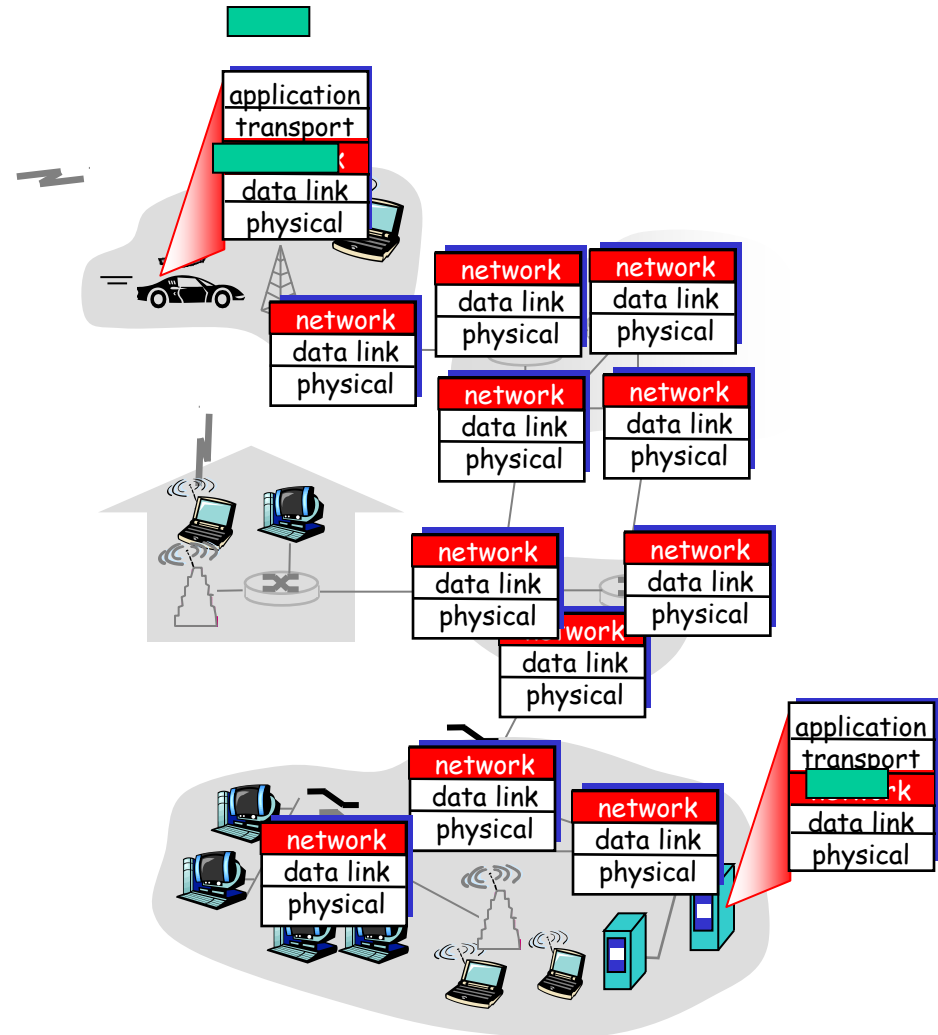 application
transport
data link
physical
network
data link
physical
network
data link
physical
network
data link
physical
network
data link
physical
network
data link
physical
network
data link
physical
network
data link
physical
data link
physical
application
transport
data link
physical
network
data link
physical
network
data link
physical
network
data link
physical